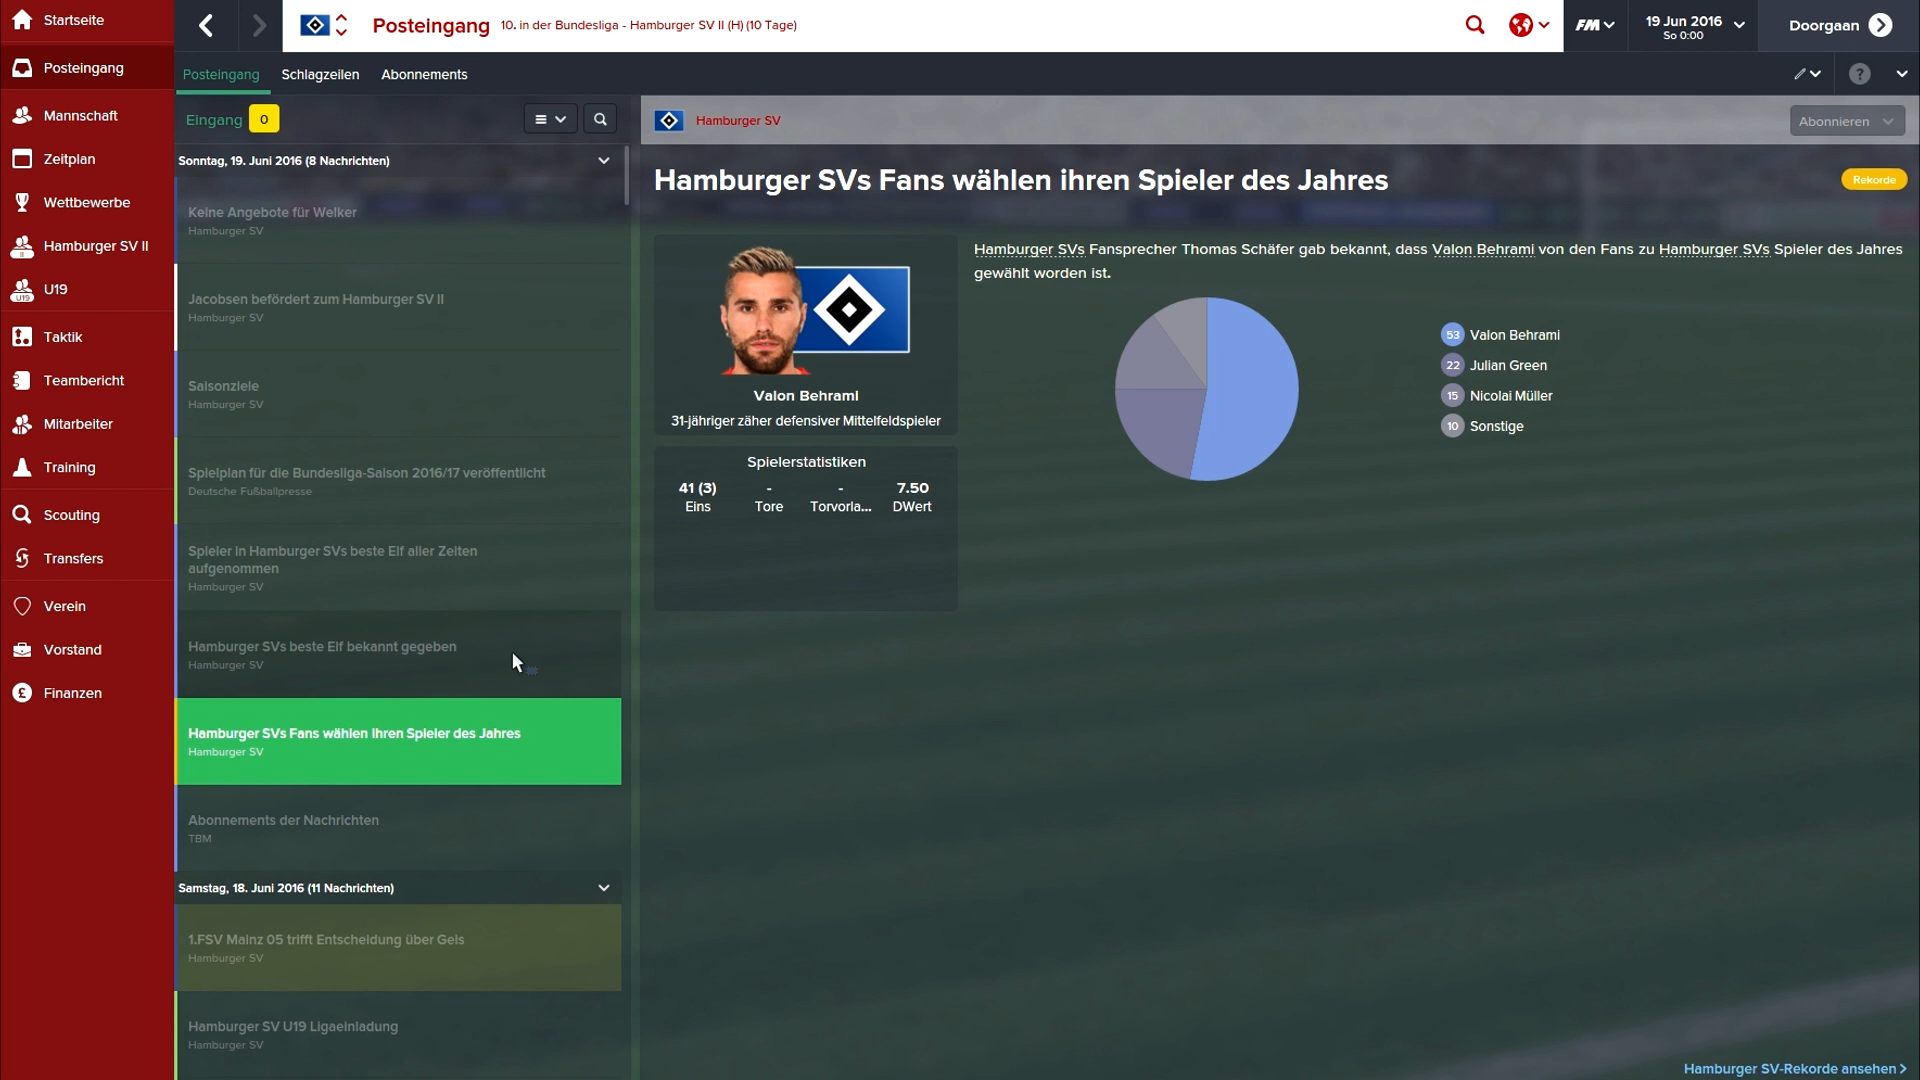 Startseite
Posteingang
Mannschaft
Zeitplan
Wettbewerbe
Hamburger SV II
U19
Taktik
Teambericht
Mitarbeiter
Training
Scouting
Transfers
Verein
Vorstand
Finanzen
Posteingang
10. in der Bundesliga - Hamburger SV II (H) (10 Tage)
FM
19 Jun 2016
So 0:00
Doorgaan
Posteingang
Schlagzeilen
Abonnements
Eingang 0
Sonntag, 19. Juni 2016 (8 Nachrichten)
Keine Angebote für Welker
Hamburger SV
Jacobsen befördert zum Hamburger SV II
Hamburger SV
Saisonziele
Hamburger SV
Spielplan für die Bundesliga-Saison 2016/17 veröffentlicht
Deutsche Fußballpresse
Spieler in Hamburger SVs beste Elf aller Zeiten
aufgenommen
Hamburger SV
Hamburger SVs beste Elf bekannt gegeben
Hamburger SV
Hamburger SVs Fans wählen ihren Spieler des Jahres
Hamburger SV
Abonnements der Nachrichten
TBM
Samstag, 18. Juni 2016 (11 Nachrichten)
1.FSV Mainz 05 trifft Entscheidung über Geis
Hamburger SV
Hamburger SV U19 Ligaeinladung
Hamburger SV
Hamburger SV
Abonnieren
Hamburger SVs Fans wählen ihren Spieler des Jahres
Rekorde
Valon Behrami
31-jähriger zäher defensiver Mittelfeldspieler
Spielerstatistiken
41 (3) - - 7.50
Eins Tore Torvorla... DWert
Hamburger SVs Fansprecher Thomas Schäfer gab bekannt, dass Valon Behrami von den Fans zu Hamburger SVs Spieler des Jahres
gewählt worden ist.
53 Valon Behrami
22 Julian Green
15 Nicolai Müller
10 Sonstige
Hamburger SV-Rekorde ansehen >